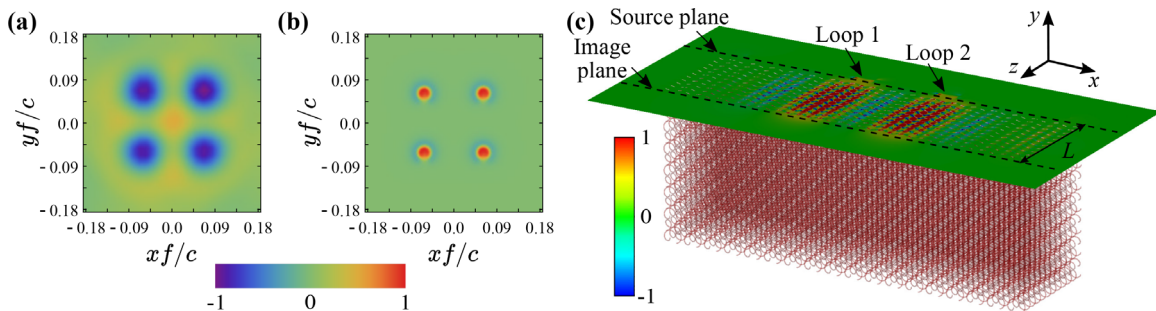 (a)
0.18
0.09
0.0
-0.09
-0.18
yf/c
-0.18 -0.09 0.0 0.09 0.18
xf/c
(b)
0.18
0.09
0.0
-0.09
-0.18
yf/c
-0.18 -0.09 0.0 0.09 0.18
xf/c
-1 0 1
(c)
Source plane
Image
plane
Loop 1
Loop 2
y
z
x
L
1
0
-1